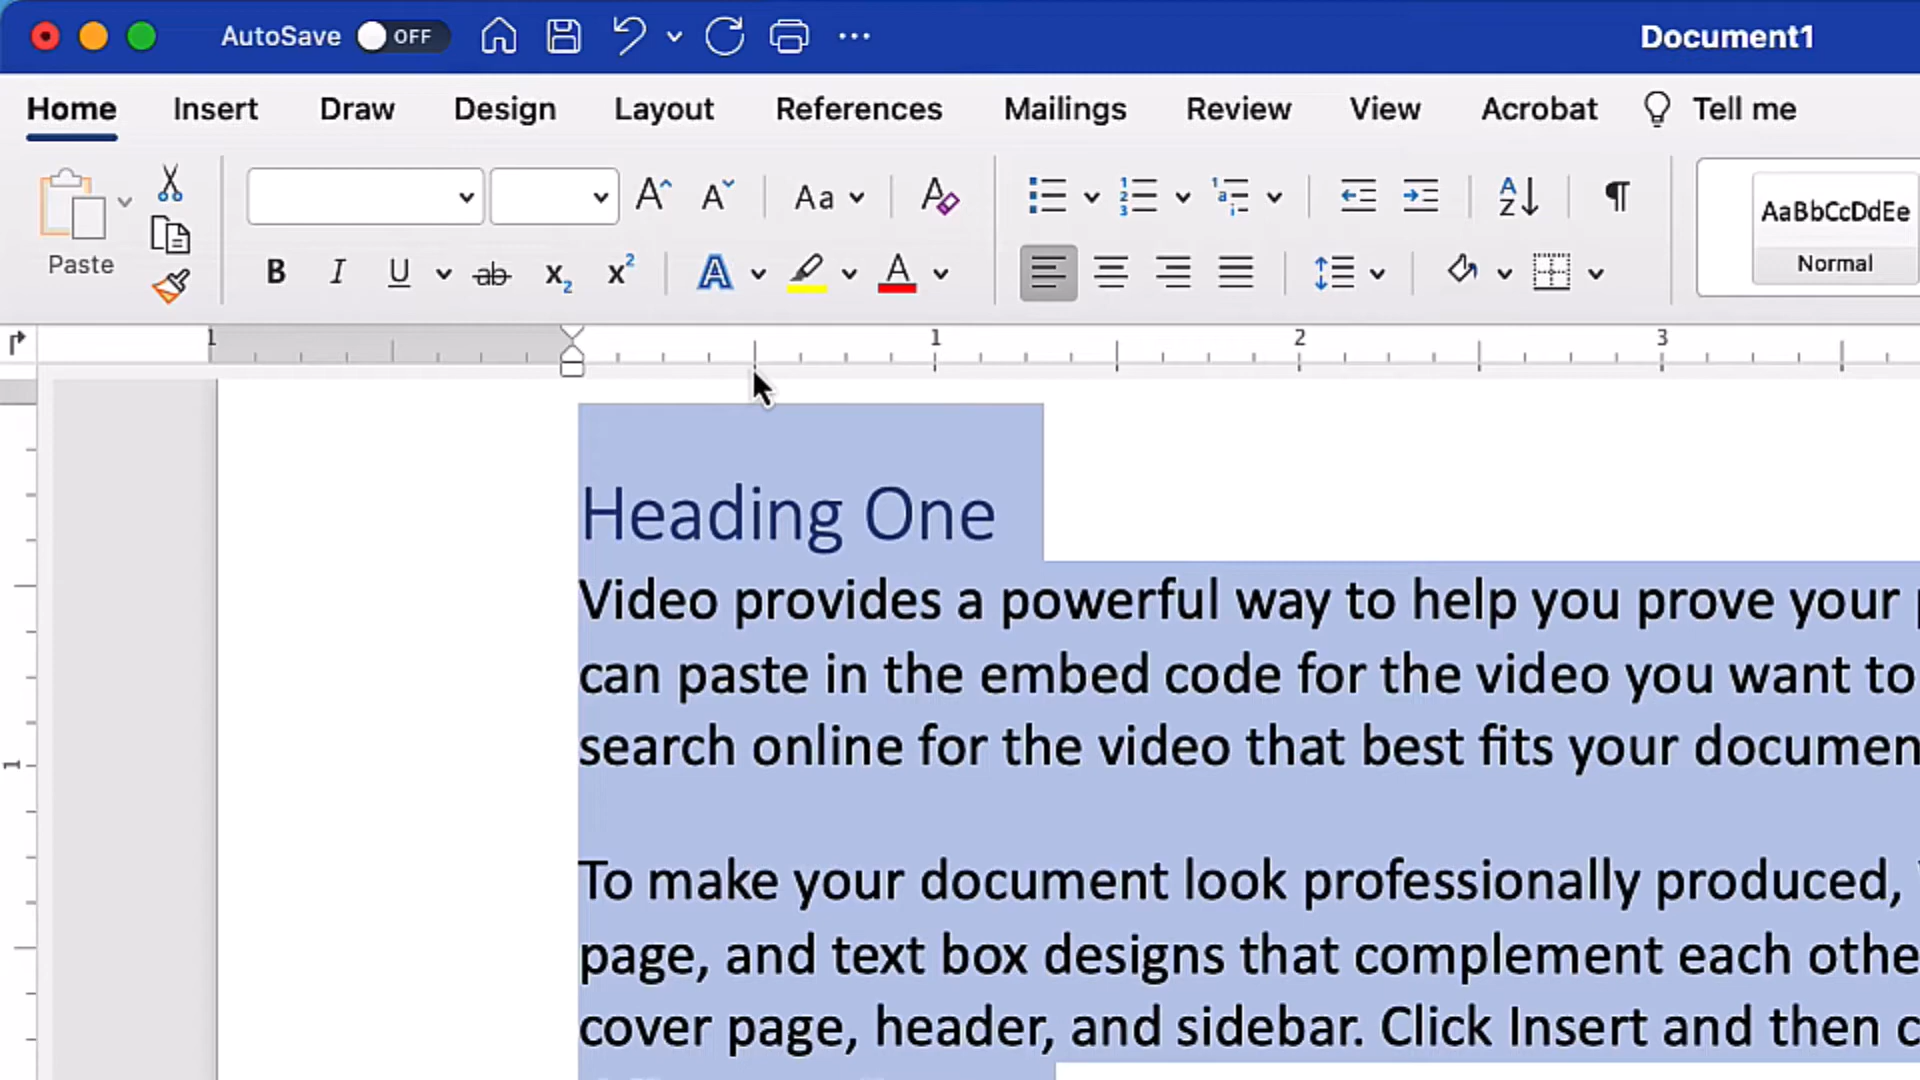 AutoSave OFF Document1
Home Insert Draw Design Layout References Mailings Review View Acrobat Tell me
Aa AaBbCcDdEe
Paste B I U ab x2 x2 A A Normal
1 1 2 3
Heading One
Video provides a powerful way to help you prove your
can paste in the embed code for the video you want to
search online for the video that best fits your documen
1
To make your document look professionally produced,
page, and text box designs that complement each othe
cover page, header, and sidebar. Click Insert and then c